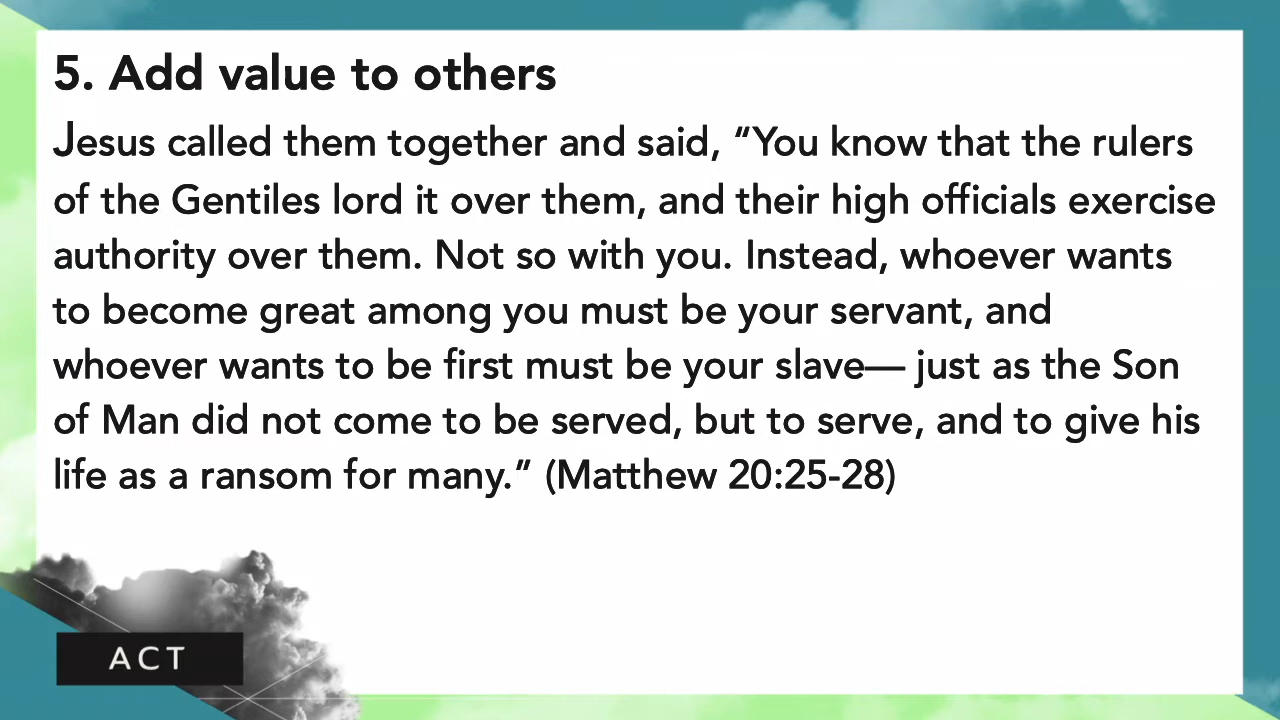 5. Add value to others
Jesus called them together and said, “You know that the rulers
of the Gentiles lord it over them, and their high officials exercise
authority over them. Not so with you. Instead, whoever wants
to become great among you must be your servant, and
whoever wants to be first must be your slave— just as the Son
of Man did not come to be served, but to serve, and to give his
life as a ransom for many.” (Matthew 20:25-28)
ACT